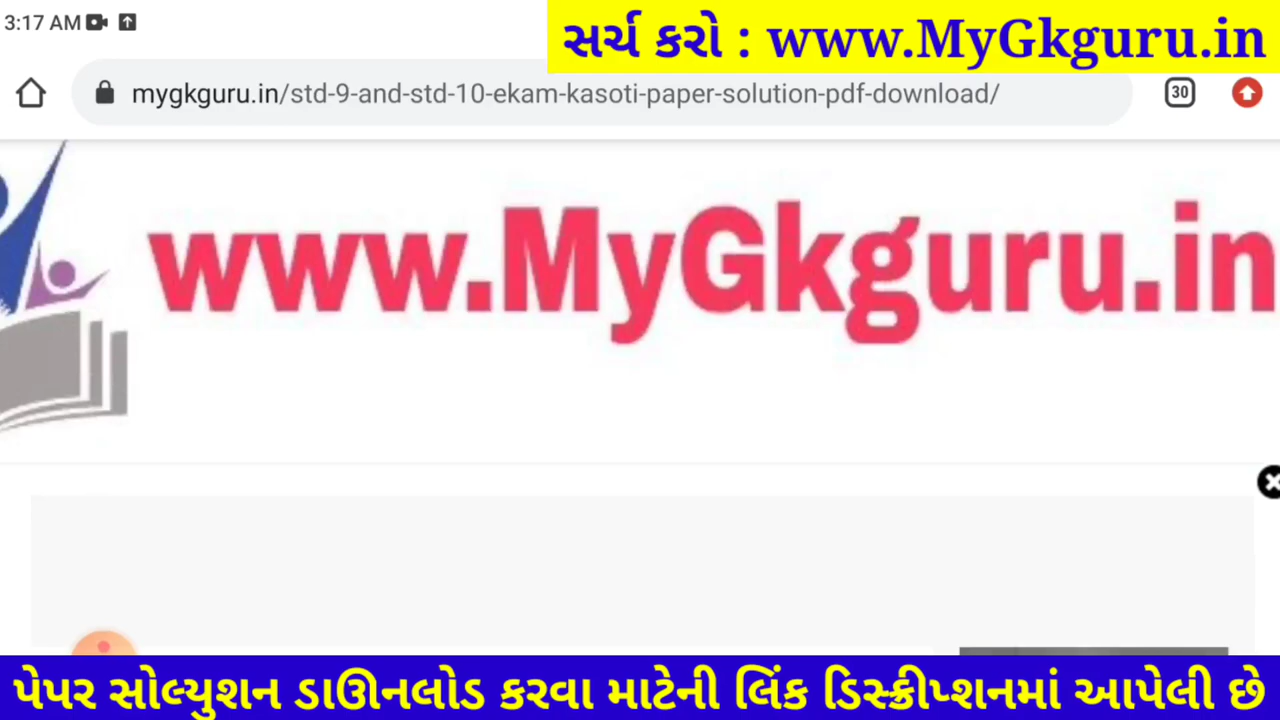 3:17 AM
સર્ચ કરો : www.MyGkguru.in
mygkguru.in/std-9-and-std-10-ekam-kasoti-paper-solution-pdf-download/
30
www.MyGkguru.in
પેપર સોલ્યુશન ડાઊનલોડ કરવા માટેની લિંક ડિસ્ક્રીપ્શનમાં આપેલી છે